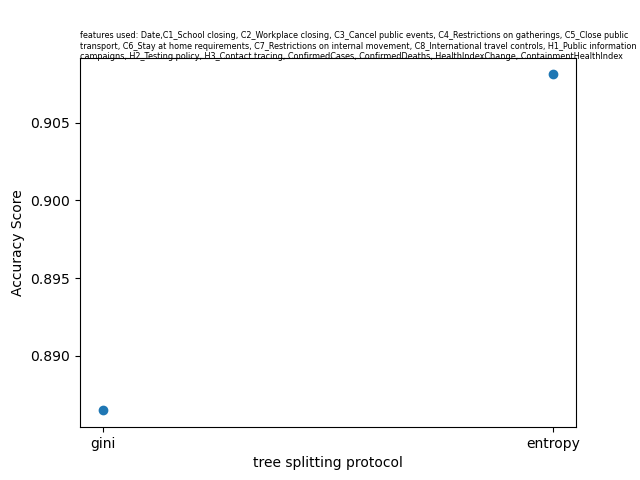 features used: Date,C1_School closing, C2_Workplace closing, C3_Cancel public events, C4_Restrictions on gatherings, C5_Close public
transport, C6_Stay at home requirements, C7_Restrictions on internal movement, C8_International travel controls, H1_Public information
campaigns, H2_Testing policy, H3_Contact tracing, ConfirmedCases, ConfirmedDeaths, HealthIndexChange, ContainmentHealthIndex
0.905
0.900
0.895
0.890
Accuracy Score
gini
entropy
tree splitting protocol